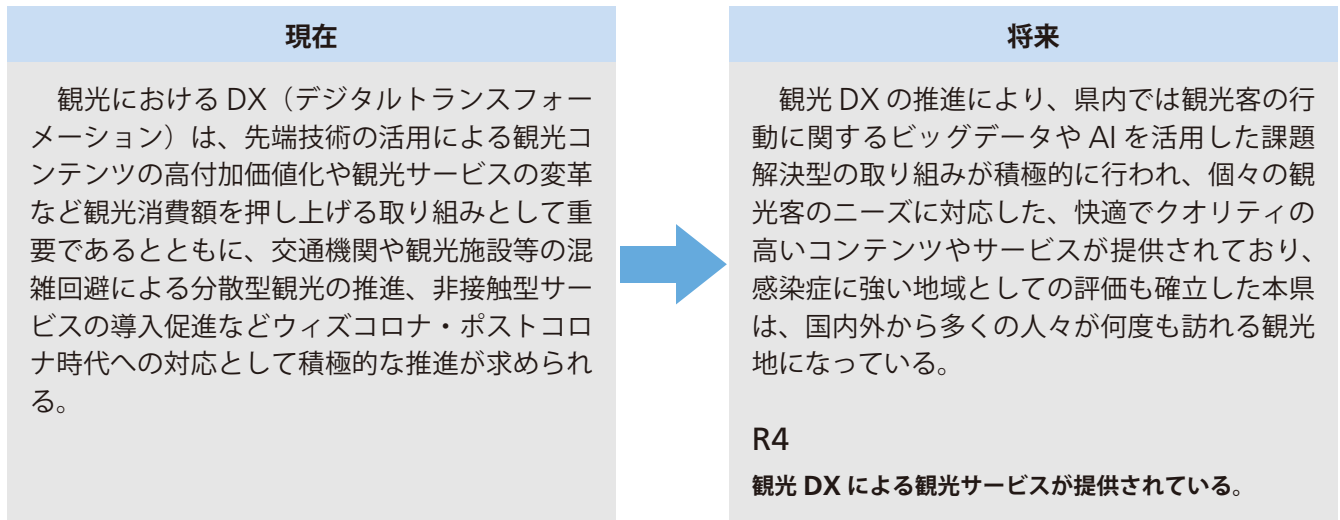 現在
観光における DX（デジタルトランスフォー
メーション）は、先端技術の活用による観光コ
ンテンツの高付加価値化や観光サービスの変革
など観光消費額を押し上げる取り組みとして重
要であるとともに、交通機関や観光施設等の混
雑回避による分散型観光の推進、非接触型サー
ビスの導入促進などウィズコロナ・ポストコロ
ナ時代への対応として積極的な推進が求められ
る。
将来
観光 DX の推進により、県内では観光客の行
動に関するビッグデータや AI を活用した課題
解決型の取り組みが積極的に行われ、個々の観
光客のニーズに対応した、快適でクオリティの
高いコンテンツやサービスが提供されており、
感染症に強い地域としての評価も確立した本県
は、国内外から多くの人々が何度も訪れる観光
地になっている。
R4
観光 DX による観光サービスが提供されている。